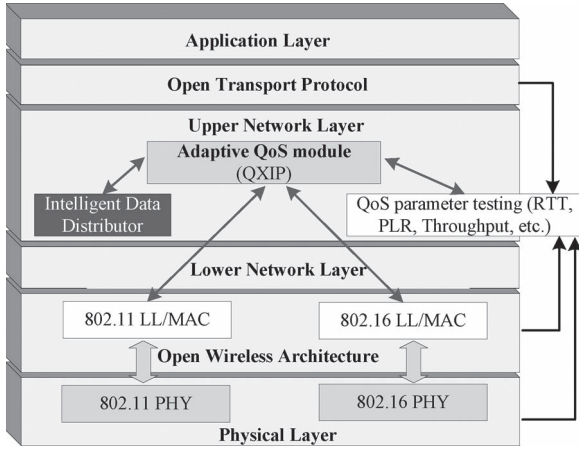 Application Layer
Open Transport Protocol
Upper Network Layer
Adaptive QoS module
(QXIP)
Intelligent Data
Distributor
QoS parameter testing (RTT,
PLR, Throughput, etc.)
Lower Network Layer
802.11 LL/MAC
802.16 LL/MAC
Open Wireless Architecture
802.11 PHY
802.16 PHY
Physical Layer